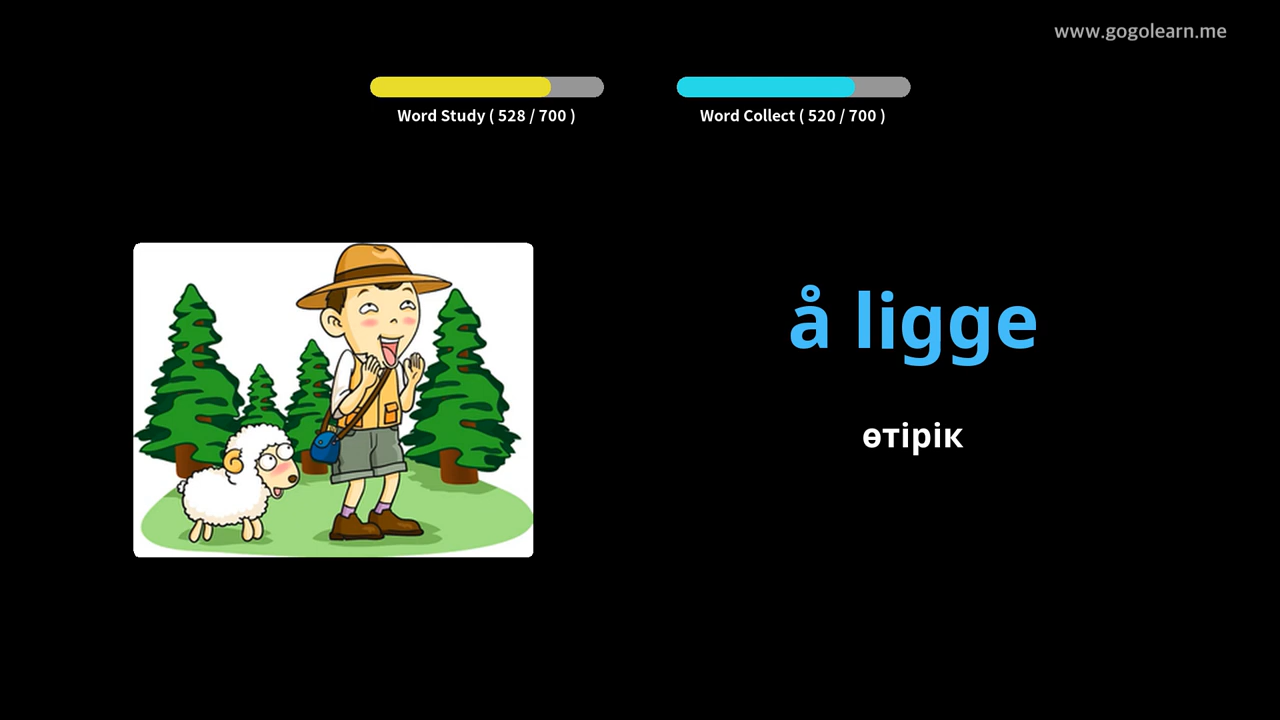 www.gogolearn.me
Word Study ( 528 / 700 )
Word Collect ( 520 / 700 )
å ligge
өтірік